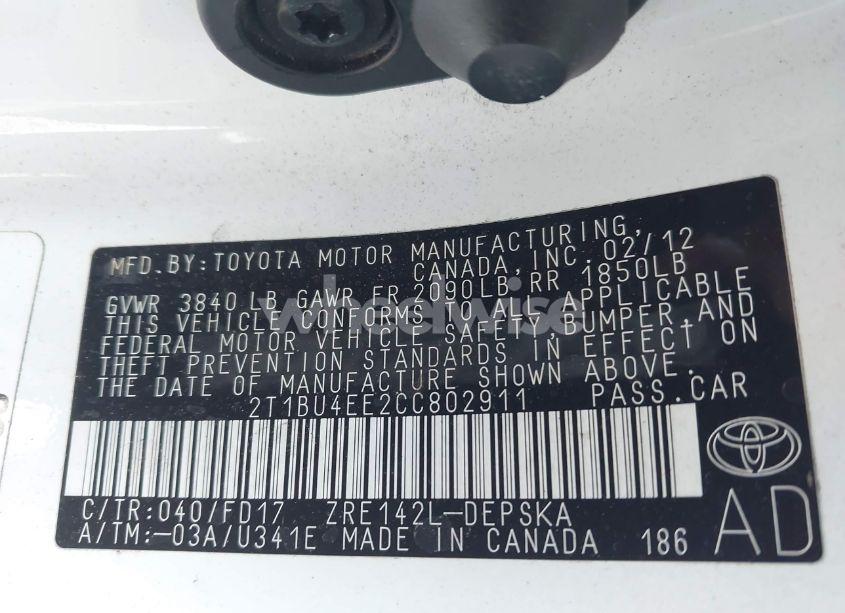 MFD.BY:TOYOTA MOTOR MANUFACTURING,
CANADA,INC.02/12
GVWR 3840LB GAWR FR 2090LB RR 1850LB
THIS VEHICLE CONFORMS TO ALL APPLICABLE
FEDERAL MOTOR VEHICLE SAFETY,BUMPER,AND
THEFT PREVENTION STANDARDS IN EFFECT ON
THE DATE OF MANUFACTURE SHOWN ABOVE.
2T1BU4EE2CC802911 PASS.CAR
C/TR:040/FD17 ZRE142L-DEPSKA
A/TM:-03A/U341E MADE IN CANADA 186
AD
wheelwise